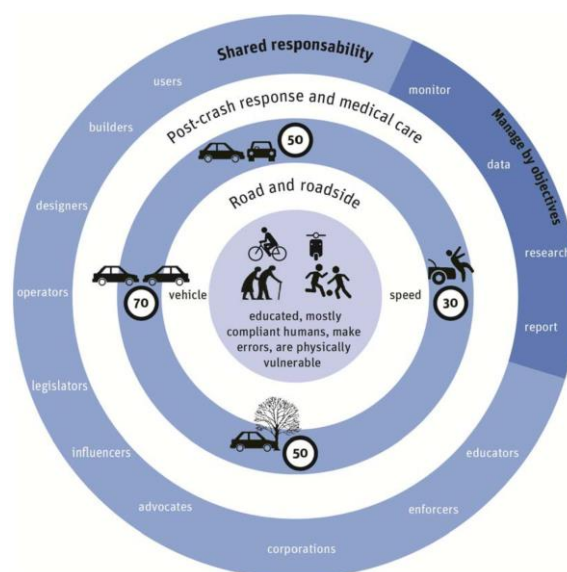 Shared responsability
users
builders
designers
operators
legislators
influencers
advocates
corporations
enforcers
educators
Manage by objectives
monitor
data
research
report
Post-crash response and medical care
50
Road and roadside
70
vehicle
speed
30
educated, mostly
compliant humans, make
errors, are physically
vulnerable
50